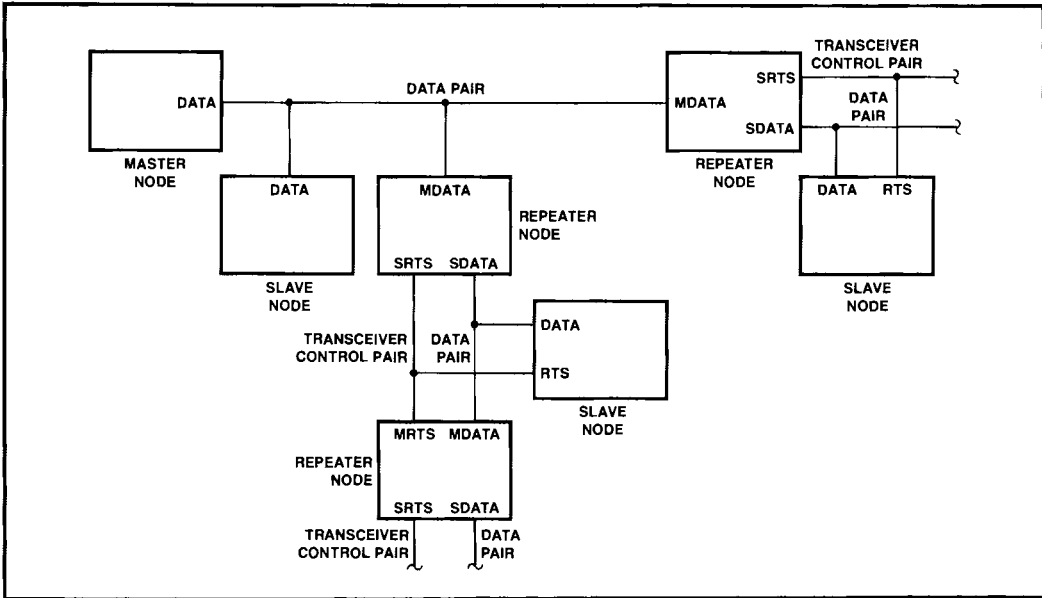 TRANSCEIVER
CONTROL PAIR
DATA PAIR
DATA
MASTER
NODE
SRTS
MDATA
DATA
PAIR
SDATA
REPEATER
NODE
DATA
SLAVE
NODE
MDATA
REPEATER
NODE
SRTS SDATA
DATA RTS
SLAVE
NODE
TRANSCEIVER
CONTROL PAIR
DATA
PAIR
DATA
RTS
SLAVE
NODE
MRTS MDATA
REPEATER
NODE
SRTS SDATA
TRANSCEIVER
CONTROL PAIR
DATA
PAIR